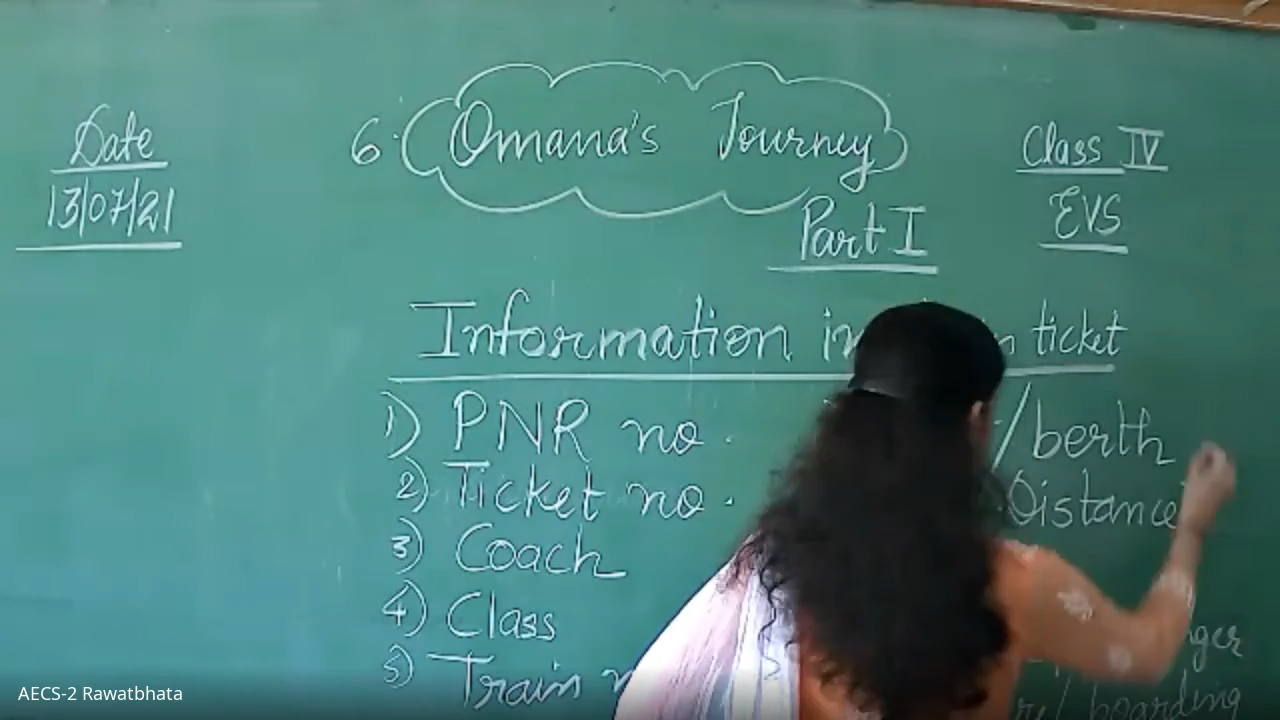 Date
13/07/21
6. Omana's Journey
Part I
Class IV
EVS
Information ticket
1) PNR no.
2) Ticket no.
3) Coach
4) Class
5) Train
/berth
Distance
boarding
AECS-2 Rawatbhata